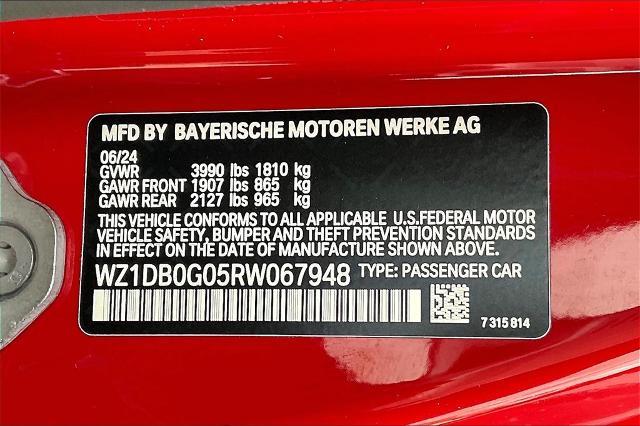 MFD BY BAYERISCHE MOTOREN WERKE AG
06/24
GVWR 3990 lbs 1810 kg
GAWR FRONT 1907 lbs 865 kg
GAWR REAR 2127 lbs 965 kg
THIS VEHICLE CONFORMS TO ALL APPLICABLE U.S.FEDERAL MOTOR
VEHICLE SAFETY, BUMPER AND THEFT PREVENTION STANDARDS
IN EFFECT ON THE DATE OF MANUFACTURE SHOWN ABOVE.
WZ1DB0G05RW067948 TYPE: PASSENGER CAR
7 315 814